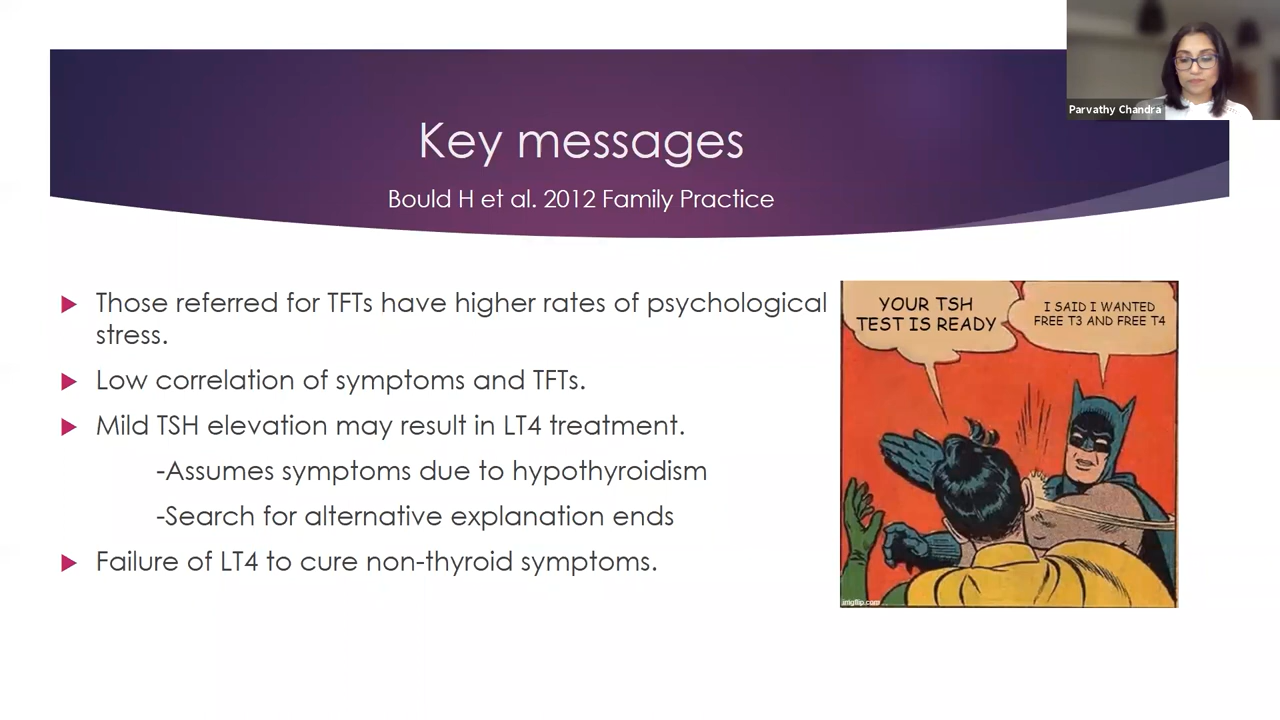 Parvathy Chandra
Key messages
Bould H et al. 2012 Family Practice
Those referred for TFTs have higher rates of psychological
stress.
Low correlation of symptoms and TFTs.
Mild TSH elevation may result in LT4 treatment.
-Assumes symptoms due to hypothyroidism
-Search for alternative explanation ends
Failure of LT4 to cure non-thyroid symptoms.
YOUR TSH
TEST IS READY
I SAID I WANTED
FREE T3 AND FREE T4
imgflip.com